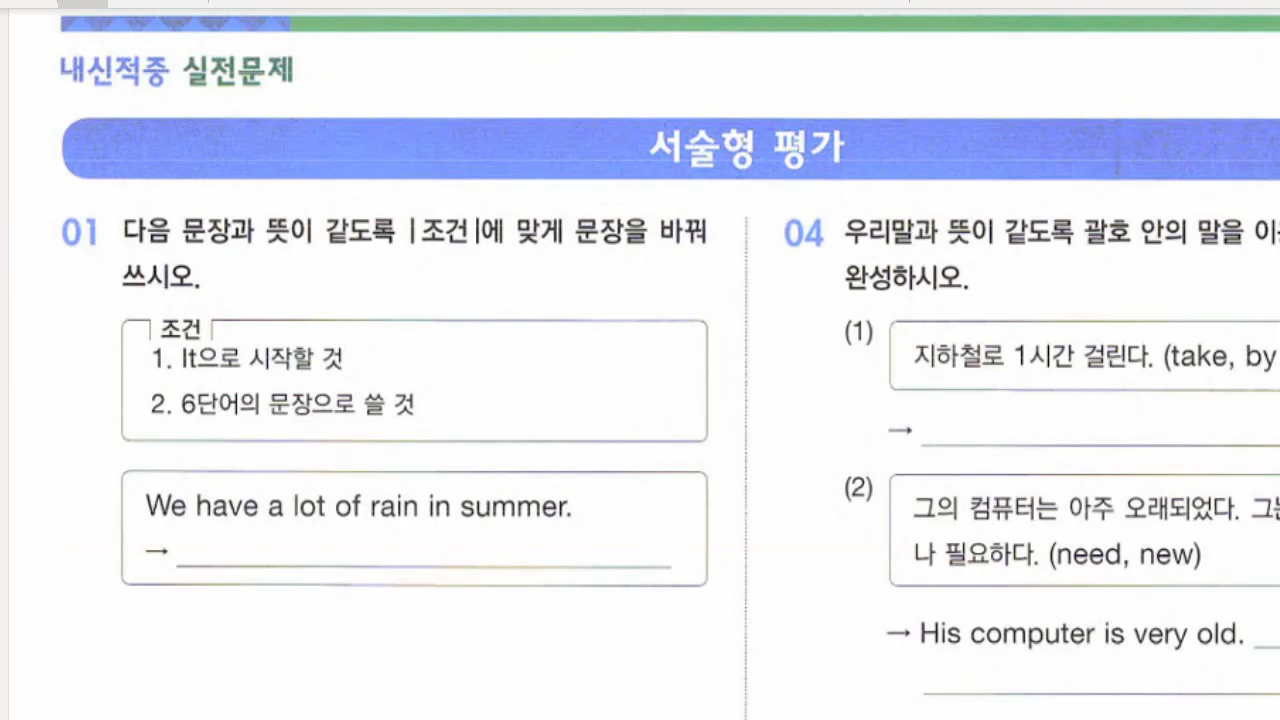 내신적중 실전문제
서술형 평가
01 다음 문장과 뜻이 같도록 |조건|에 맞게 문장을 바꿔
쓰시오.
조건
1. It으로 시작할 것
2. 6단어의 문장으로 쓸 것
We have a lot of rain in summer.
→
04 우리말과 뜻이 같도록 괄호 안의 말을
완성하시오.
(1) 지하철로 1시간 걸린다. (take, by
→
(2) 그의 컴퓨터는 아주 오래되었다.
나 필요하다. (need, new)
→ His computer is very old.